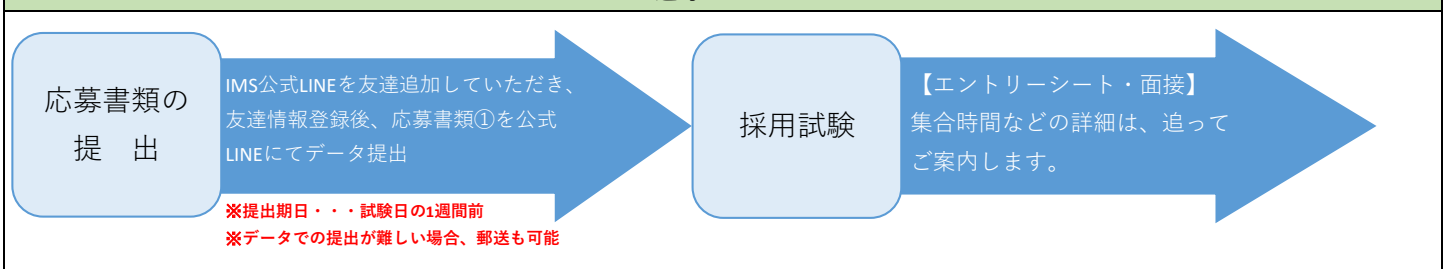 応募書類の
提 出
IMS公式LINEを友達追加していただき、
友達情報登録後、応募書類①を公式
LINEにてデータ提出
※提出期日・・・試験日の1週間前
※データでの提出が難しい場合、郵送も可能
採用試験
【エントリーシート・面接】
集合時間などの詳細は、追って
ご案内します。